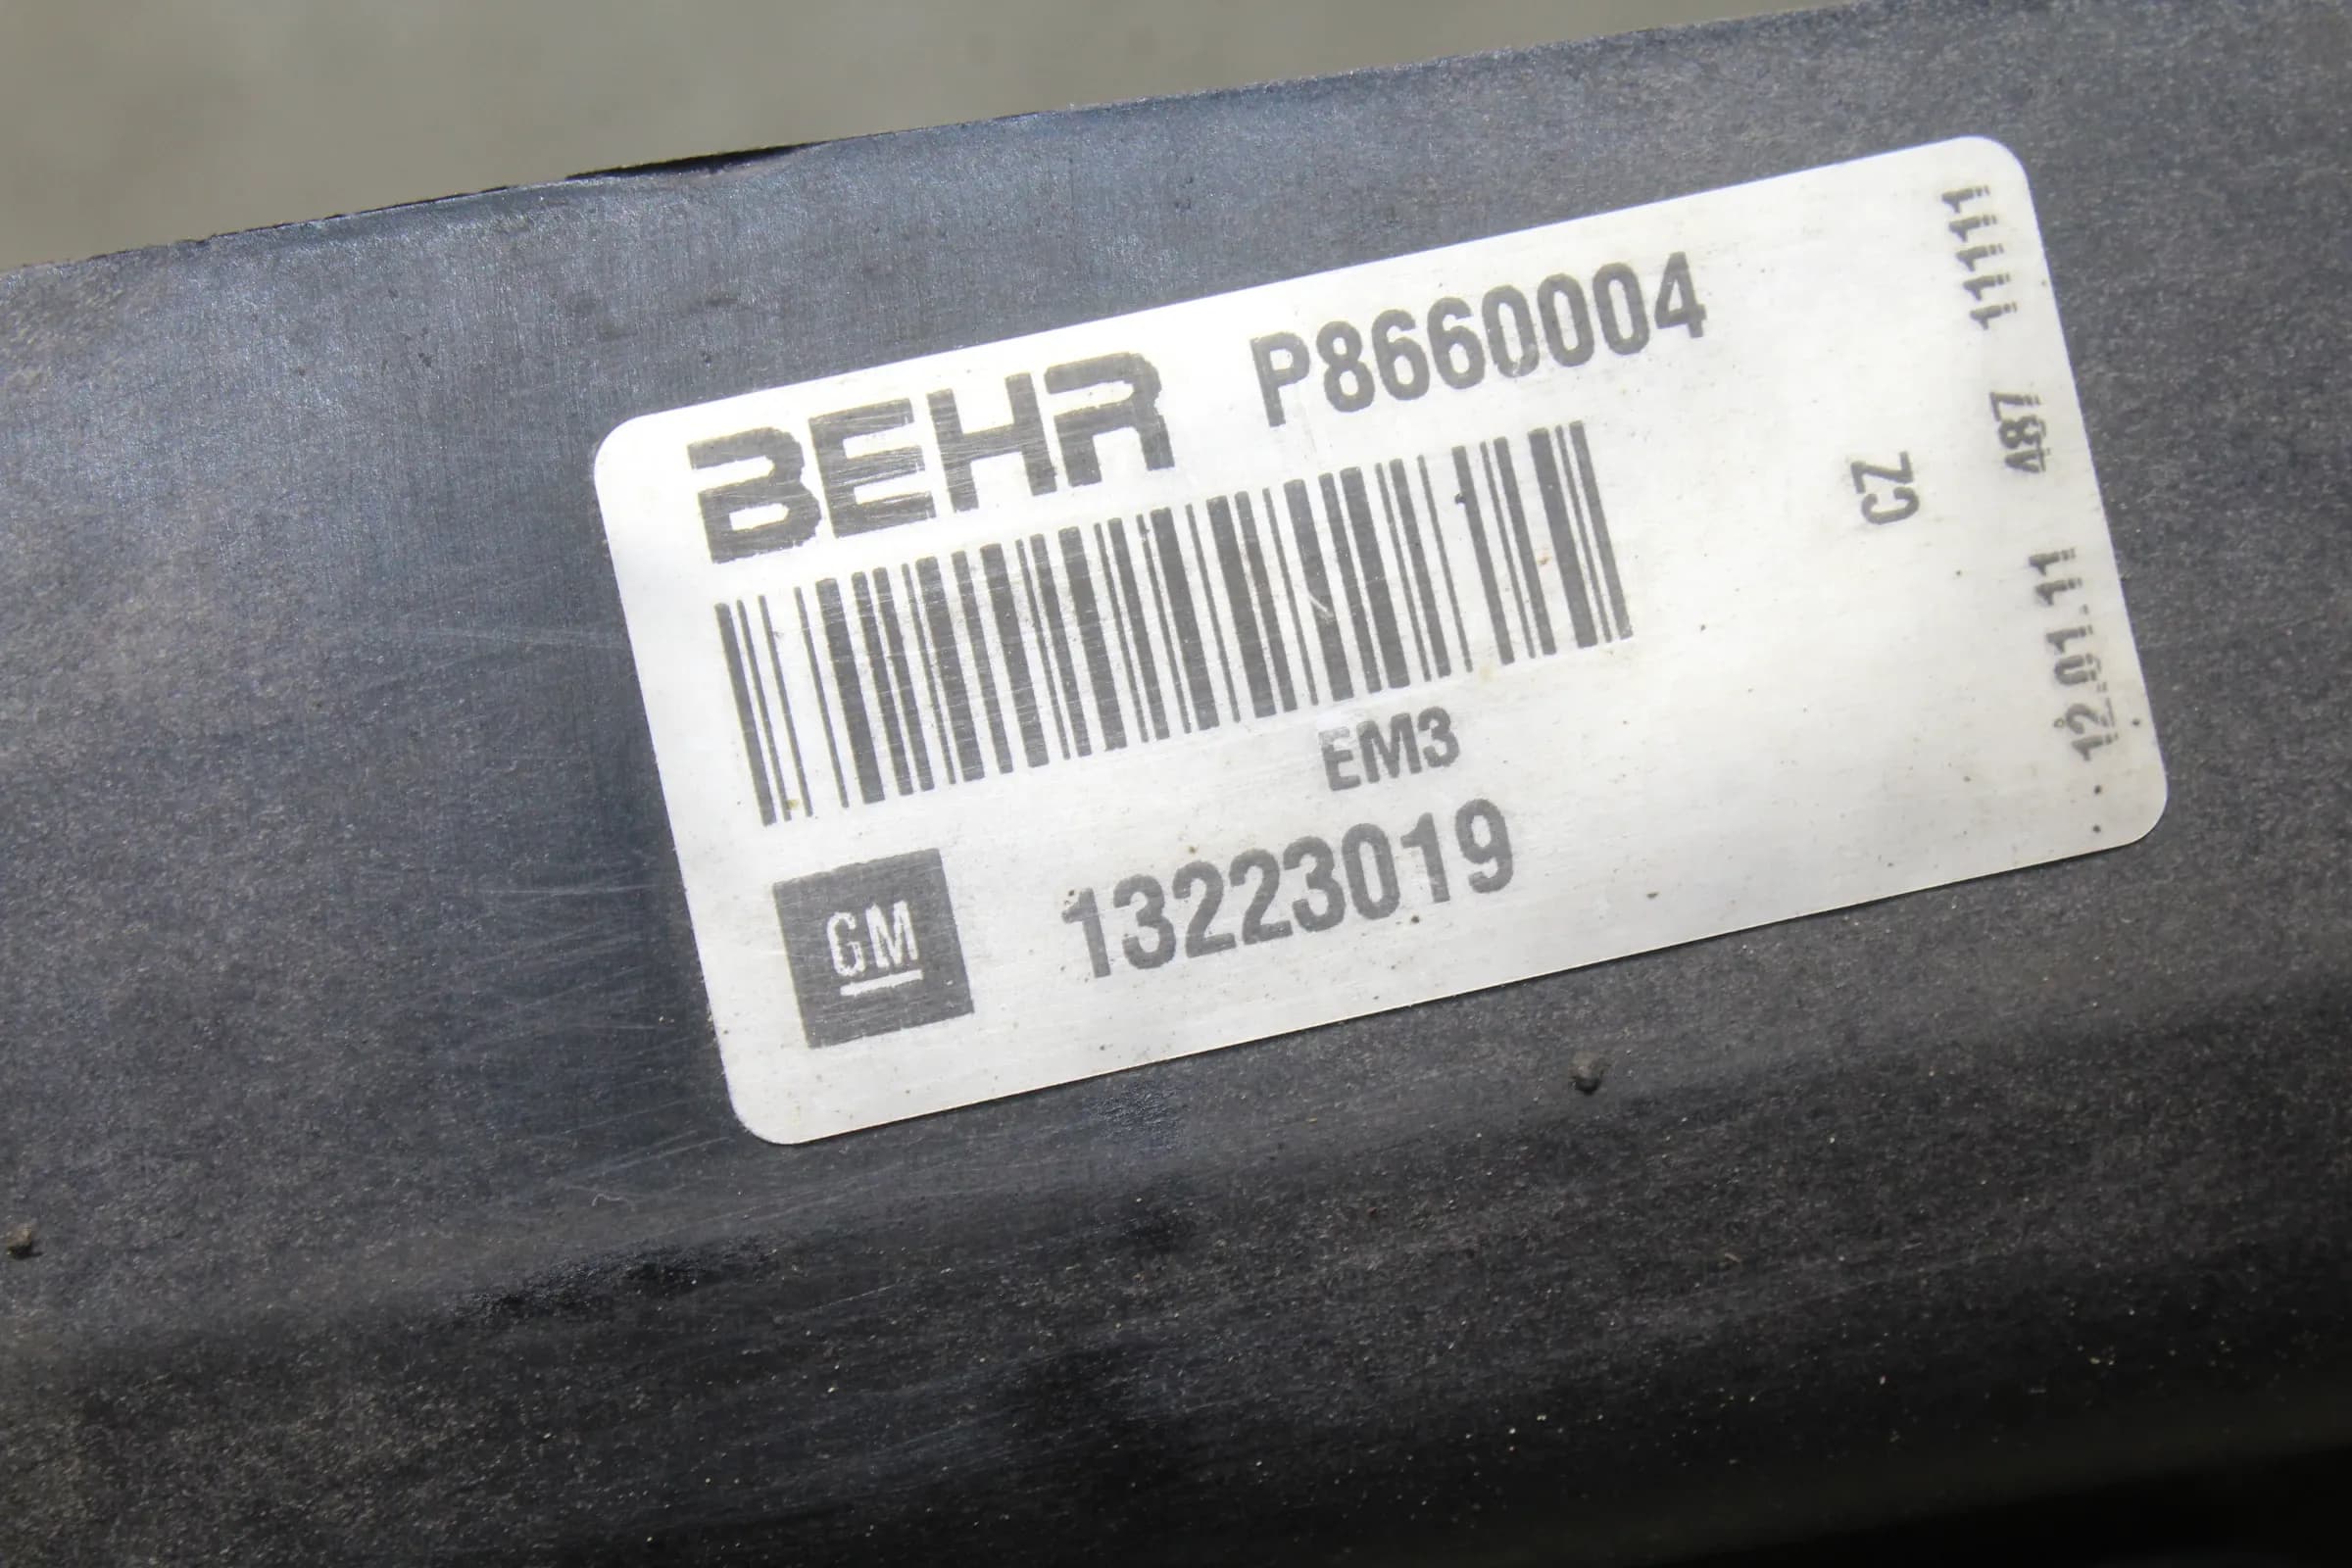 BEHR P8660004
EM3
GM 13223019
CZ
12.01.11 487 11111